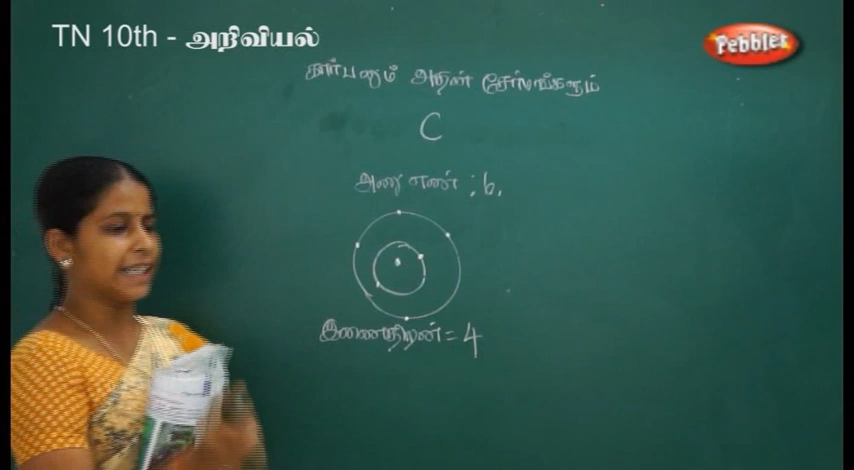 TN 10th - அறிவியல்
Pebbles
கார்பனும் அதன் சேர்மங்களும்
C
அணு எண் : 6.
இணைதிறன் = 4